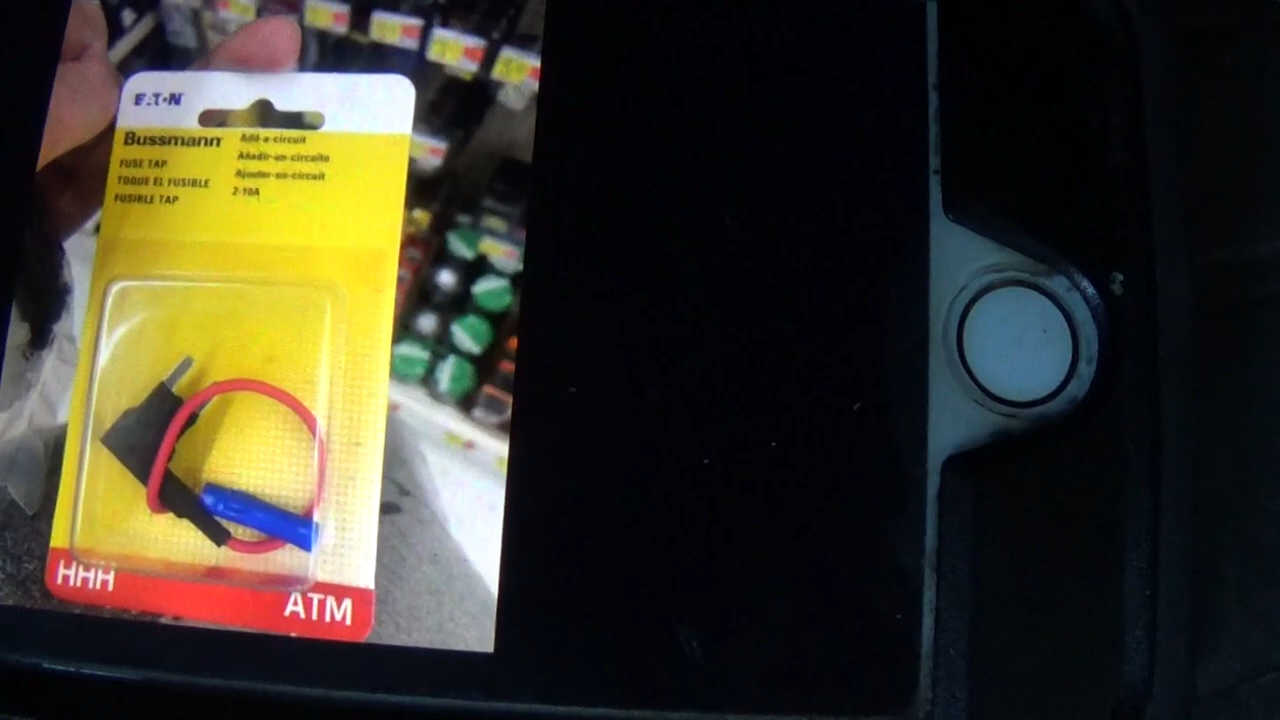 EATON
Bussmann
FUSE TAP
TOQUE EL FUSIBLE
FUSIBLE TAP
Add-a-circuit
Añadir-un-circuito
Ajouter-un-circuit
2-10A
HHH
ATM